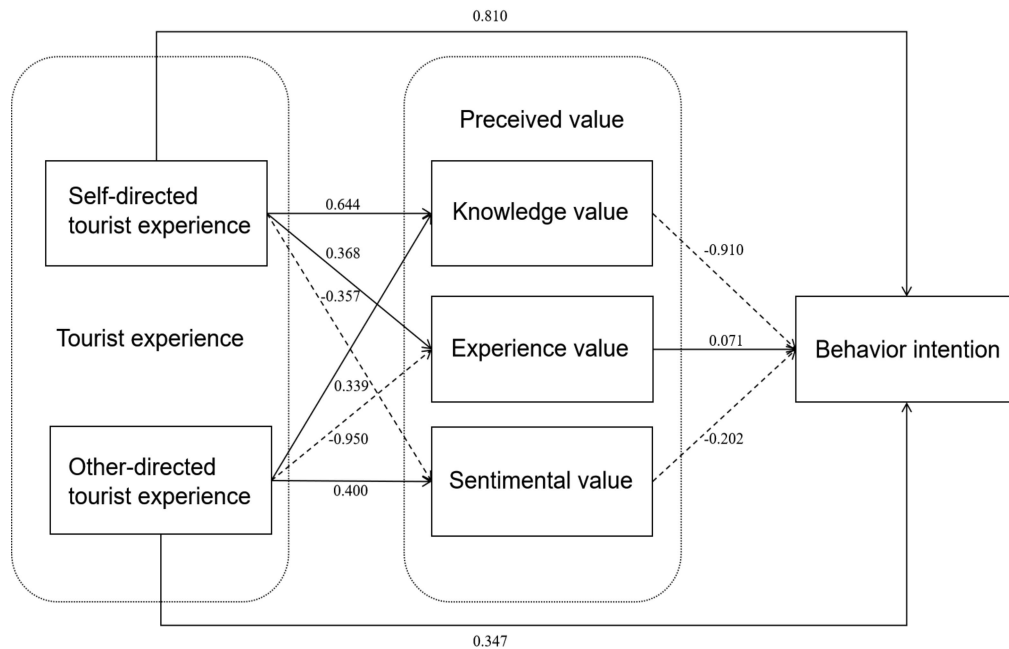 0.810
Preceived value
Self-directed
tourist experience
0.644
Knowledge value
0.368
-0.910
-0.357
Tourist experience
Experience value
0.071
Behavior intention
0.339
-0.950
-0.202
Other-directed
tourist experience
0.400
Sentimental value
0.347